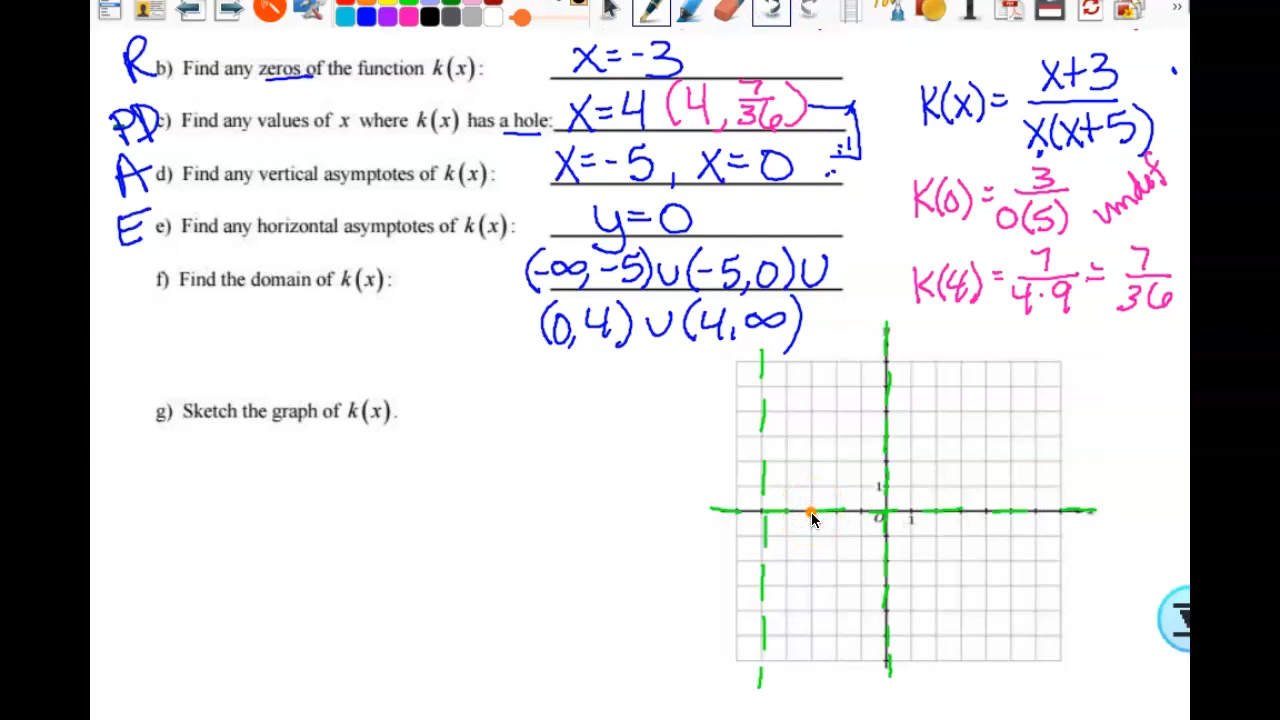 R b) Find any zeros of the function k(x): x = -3
PD c) Find any values of x where k(x) has a hole: x = 4 (4, 7/36)
A d) Find any vertical asymptotes of k(x): x = -5, x = 0
E e) Find any horizontal asymptotes of k(x): y = 0
f) Find the domain of k(x): (-∞, -5) ∪ (-5, 0) ∪
(0, 4) ∪ (4, ∞)
g) Sketch the graph of k(x).
K(x) = x+3 / x(x+5)
K(0) = 3 / 0(5) undef
K(4) = 7 / 4·9 = 7 / 36
1
O 1